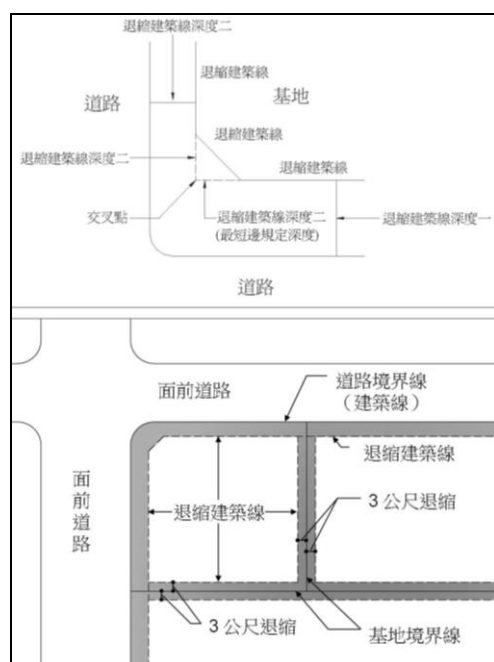 退縮建築線深度二
退縮建築線
道路
基地
退縮建築線
退縮建築線深度二
退縮建築線
交叉點
退縮建築線深度二
(最短邊規定深度)
退縮建築線深度一
道路
面前道路
道路境界線
(建築線)
退縮建築線
面前道路
退縮建築線
3 公尺退縮
3 公尺退縮
基地境界線